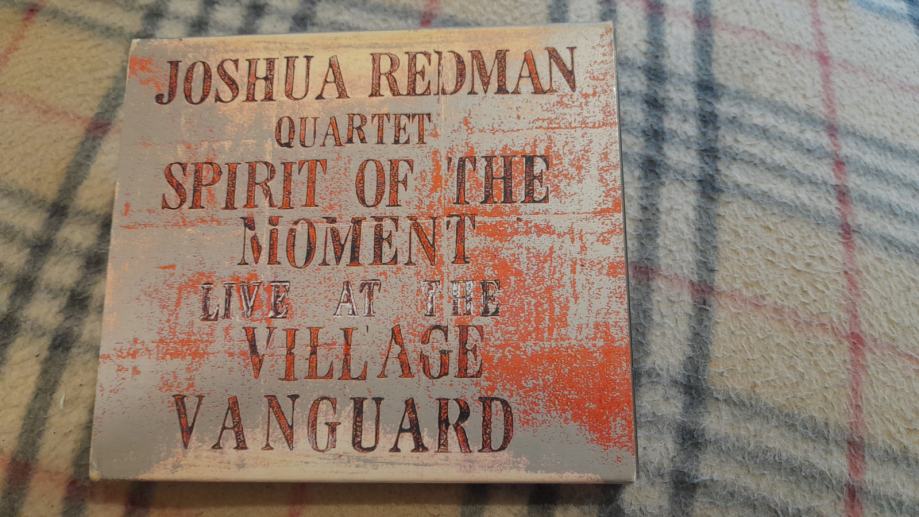 JOSHUA REDMAN
QUARTET
SPIRIT OF THE
MOMENT
LIVE AT THE
VILLAGE
VANGUARD